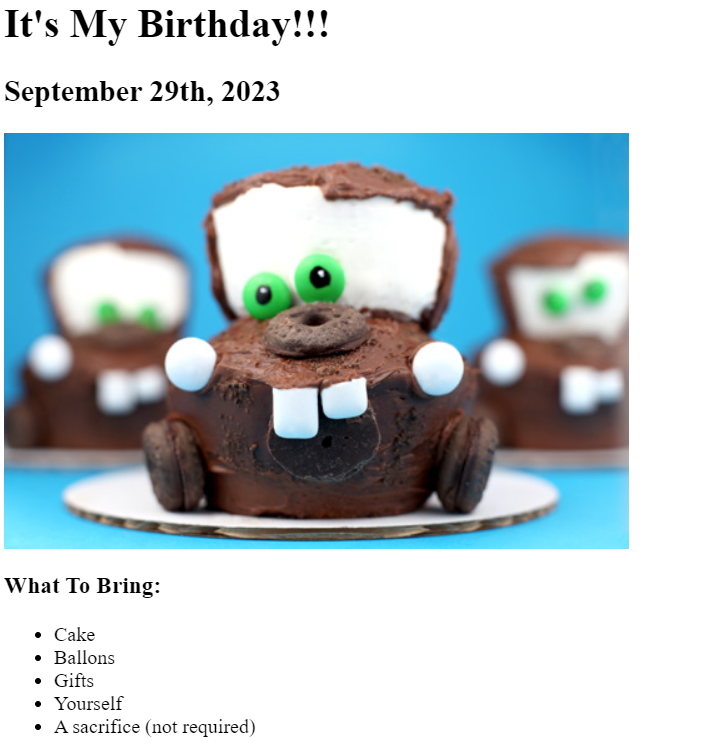 It's My Birthday!!!
September 29th, 2023
What To Bring:
Cake
Ballons
Gifts
Yourself
A sacrifice (not required)